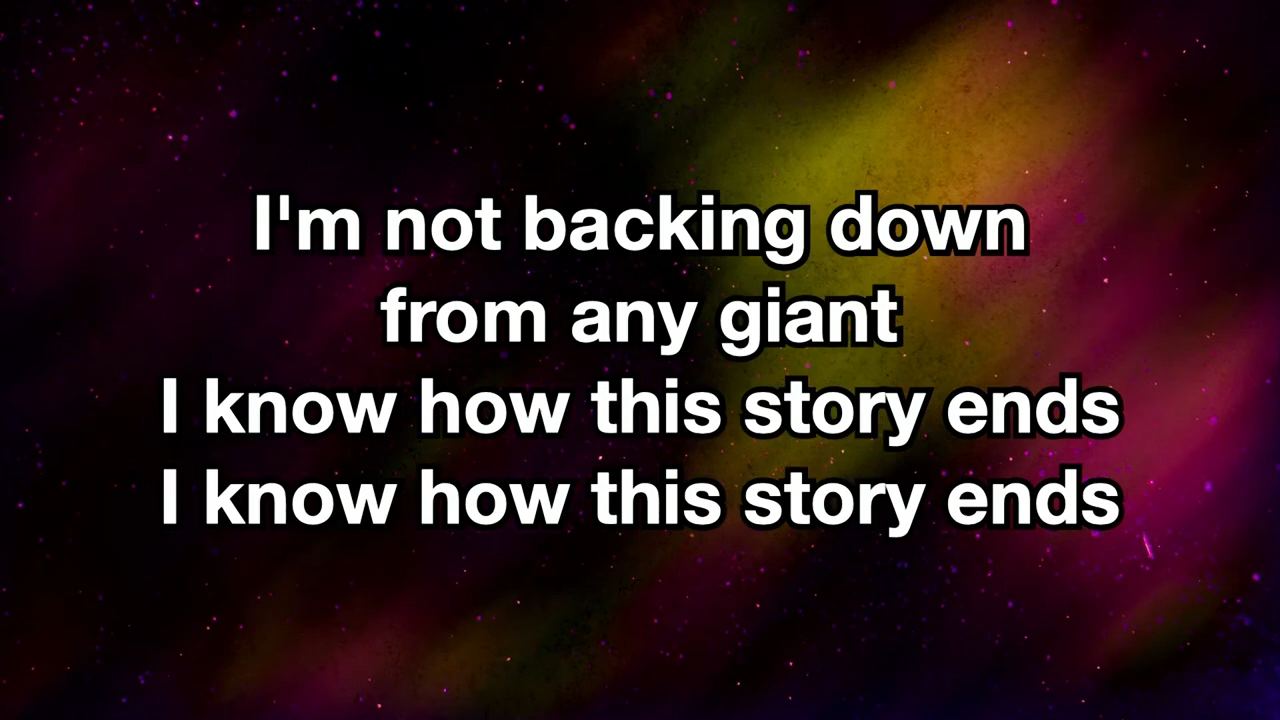 I'm not backing down
from any giant
I know how this story ends
I know how this story ends